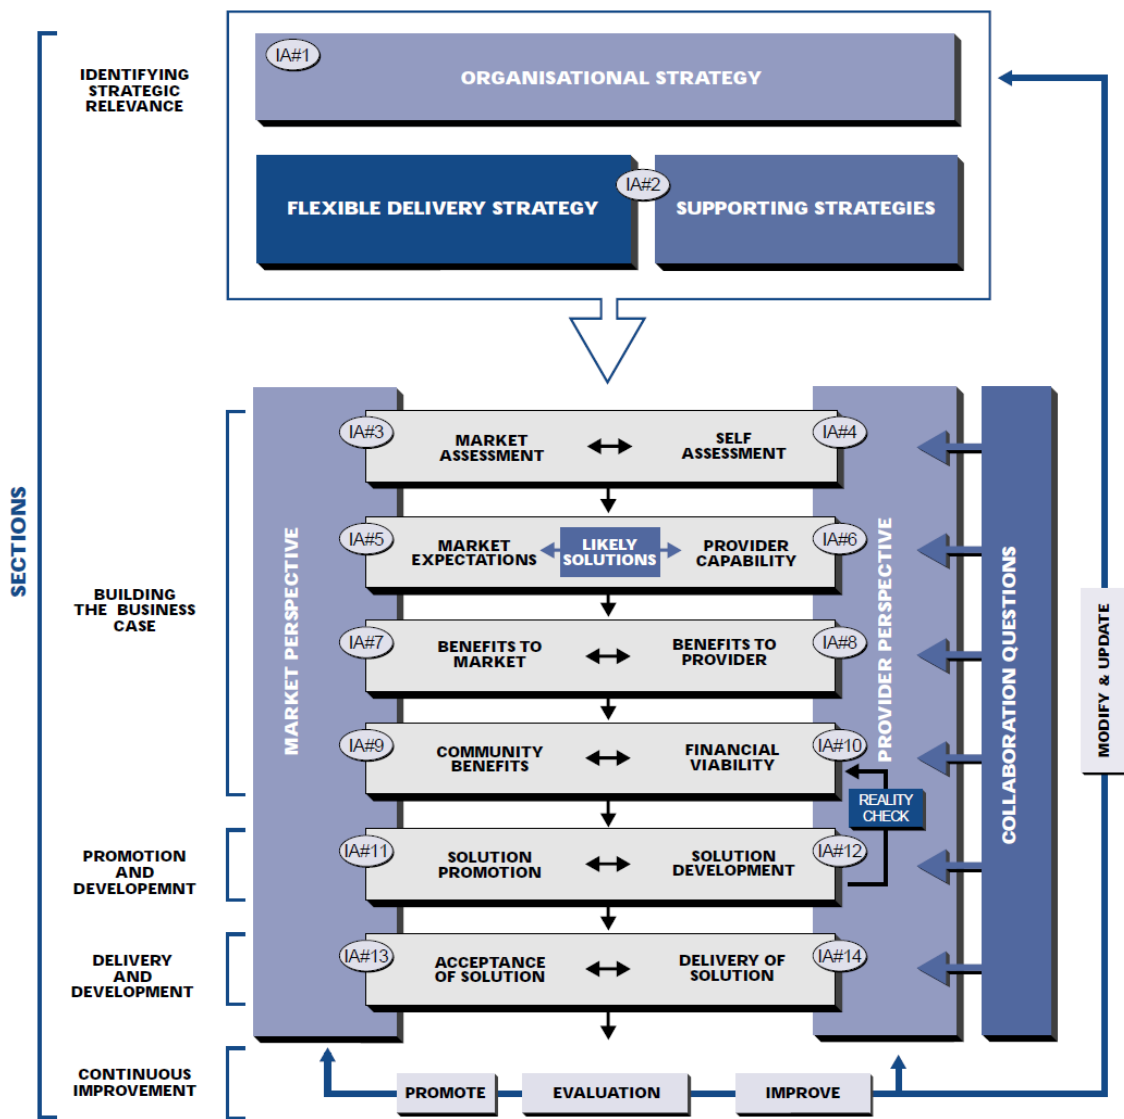 SECTIONS
IDENTIFYING
STRATEGIC
RELEVANCE
IA#1
ORGANISATIONAL STRATEGY
FLEXIBLE DELIVERY STRATEGY
IA#2
SUPPORTING STRATEGIES
BUILDING
THE BUSINESS
CASE
MARKET PERSPECTIVE
PROVIDER PERSPECTIVE
COLLABORATION QUESTIONS
MODIFY & UPDATE
IA#3
MARKET
ASSESSMENT
SELF
ASSESSMENT
IA#4
IA#5
MARKET
EXPECTATIONS
LIKELY
SOLUTIONS
PROVIDER
CAPABILITY
IA#6
IA#7
BENEFITS TO
MARKET
BENEFITS TO
PROVIDER
IA#8
IA#9
COMMUNITY
BENEFITS
FINANCIAL
VIABILITY
IA#10
REALITY
CHECK
PROMOTION
AND
DEVELOPEMNT
IA#11
SOLUTION
PROMOTION
SOLUTION
DEVELOPMENT
IA#12
DELIVERY
AND
DEVELOPMENT
IA#13
ACCEPTANCE
OF SOLUTION
DELIVERY OF
SOLUTION
IA#14
CONTINUOUS
IMPROVEMENT
PROMOTE
EVALUATION
IMPROVE